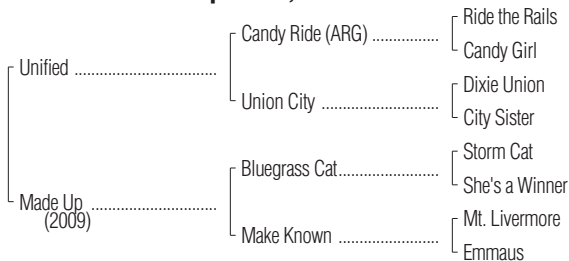 Ride the Rails
Candy Ride (ARG) ................
Candy Girl
Unified ..................................
Dixie Union
Union City ..........................
City Sister
Storm Cat
Bluegrass Cat........................
She's a Winner
Made Up ..............................
(2009)
Mt. Livermore
Make Known ........................
Emmaus